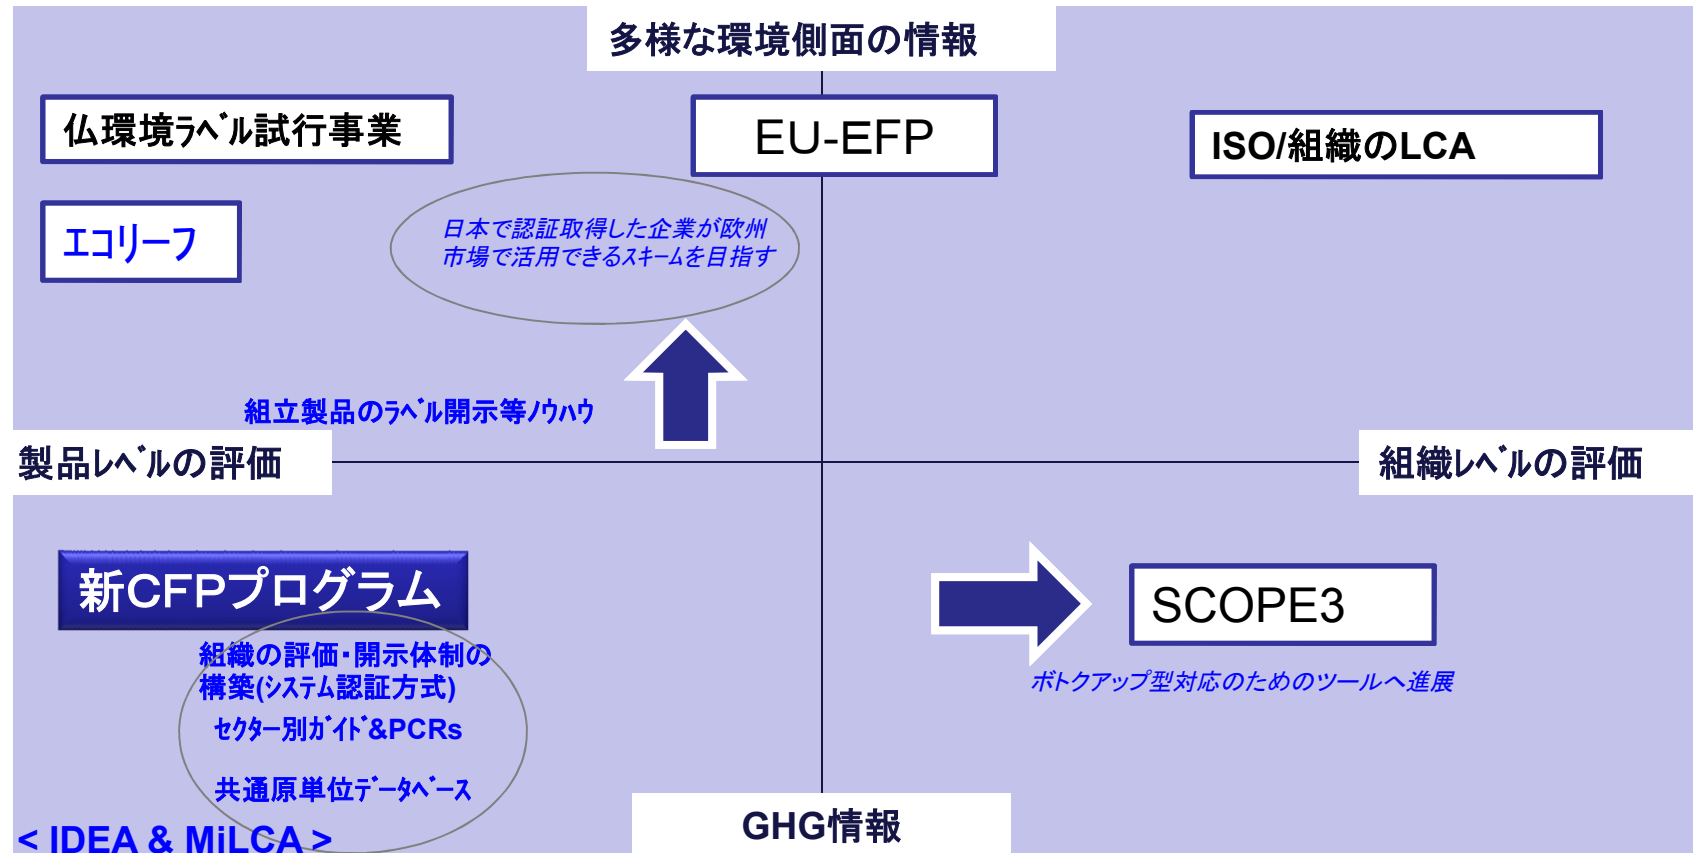 多様な環境側面の情報
仏環境ﾗﾍﾞﾙ試行事業
EU-EFP
ISO/組織のLCA
エコリーフ
日本で認証取得した企業が欧州
市場で活用できるｽｷｰﾑを目指す
組立製品のﾗﾍﾞﾙ開示等ﾉｳﾊｳ
製品ﾚﾍﾞﾙの評価
組織ﾚﾍﾞﾙの評価
新CFPプログラム
SCOPE3
組織の評価・開示体制の
構築(ｼｽﾃﾑ認証方式)
ボトクアップ型対応のためのツールへ進展
ｾｸﾀｰ別ｶﾞｲﾄﾞ&PCRs
共通原単位ﾃﾞｰﾀﾍﾞｰｽ
GHG情報
< IDEA & MiLCA >